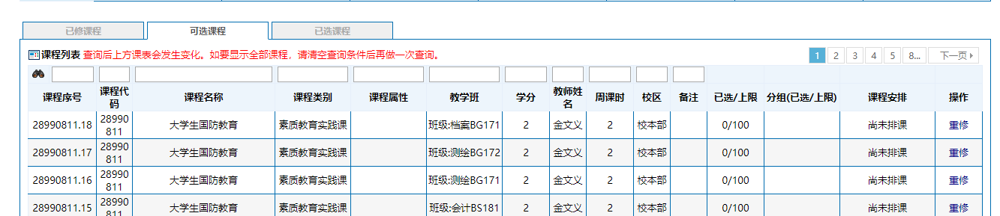 已修课程 可选课程 已选课程
课程列表 查询后上方课表会发生变化。如要显示全部课程，请清空查询条件后再做一次查询。 1 2 3 4 5 8... 下一页
课程序号 课程代码 课程名称 课程类别 课程属性 教学班 学分 教师姓名 周课时 校区 备注 已选/上限 分组(已选/上限) 课程安排 操作
28990811.18 28990811 大学生国防教育 素质教育实践课 班级:档案BG171 2 金文义 2 校本部 0/100 尚未排课 重修
28990811.17 28990811 大学生国防教育 素质教育实践课 班级:测绘BG172 2 金文义 2 校本部 0/100 尚未排课 重修
28990811.16 28990811 大学生国防教育 素质教育实践课 班级:测绘BG171 2 金文义 2 校本部 0/100 尚未排课 重修
28990811.15 28990811 大学生国防教育 素质教育实践课 班级:会计BS181 2 金文义 2 校本部 0/100 尚未排课 重修